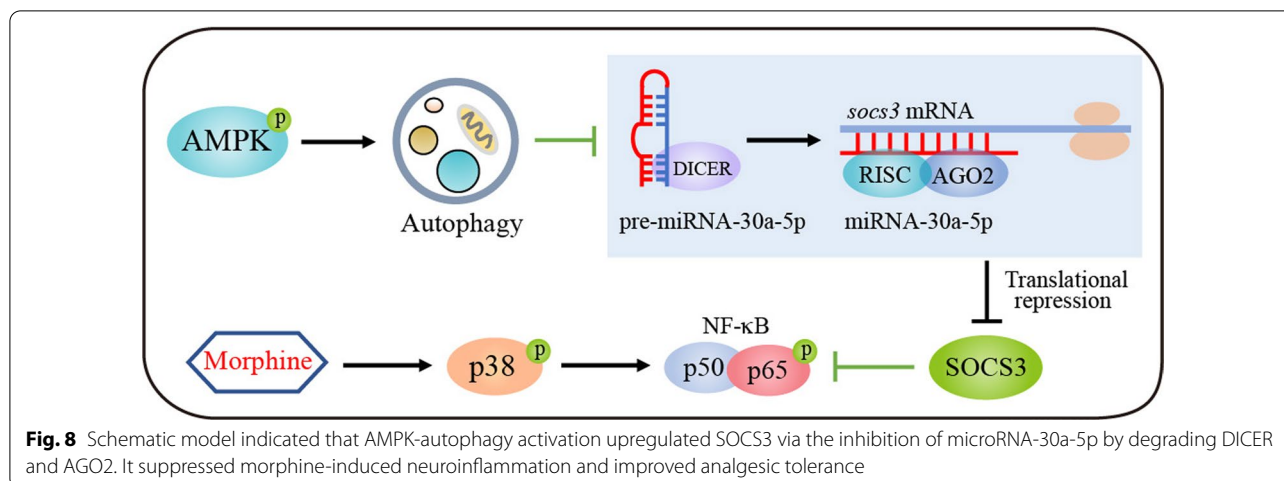 AMPK
p
Autophagy
DICER
pre-miRNA-30a-5p
socs3 mRNA
RISC
AGO2
miRNA-30a-5p
Translational
repression
Morphine
p38
p
NF-κB
p50
p65
p
SOCS3
Fig. 8 Schematic model indicated that AMPK-autophagy activation upregulated SOCS3 via the inhibition of microRNA-30a-5p by degrading DICER
and AGO2. It suppressed morphine-induced neuroinflammation and improved analgesic tolerance